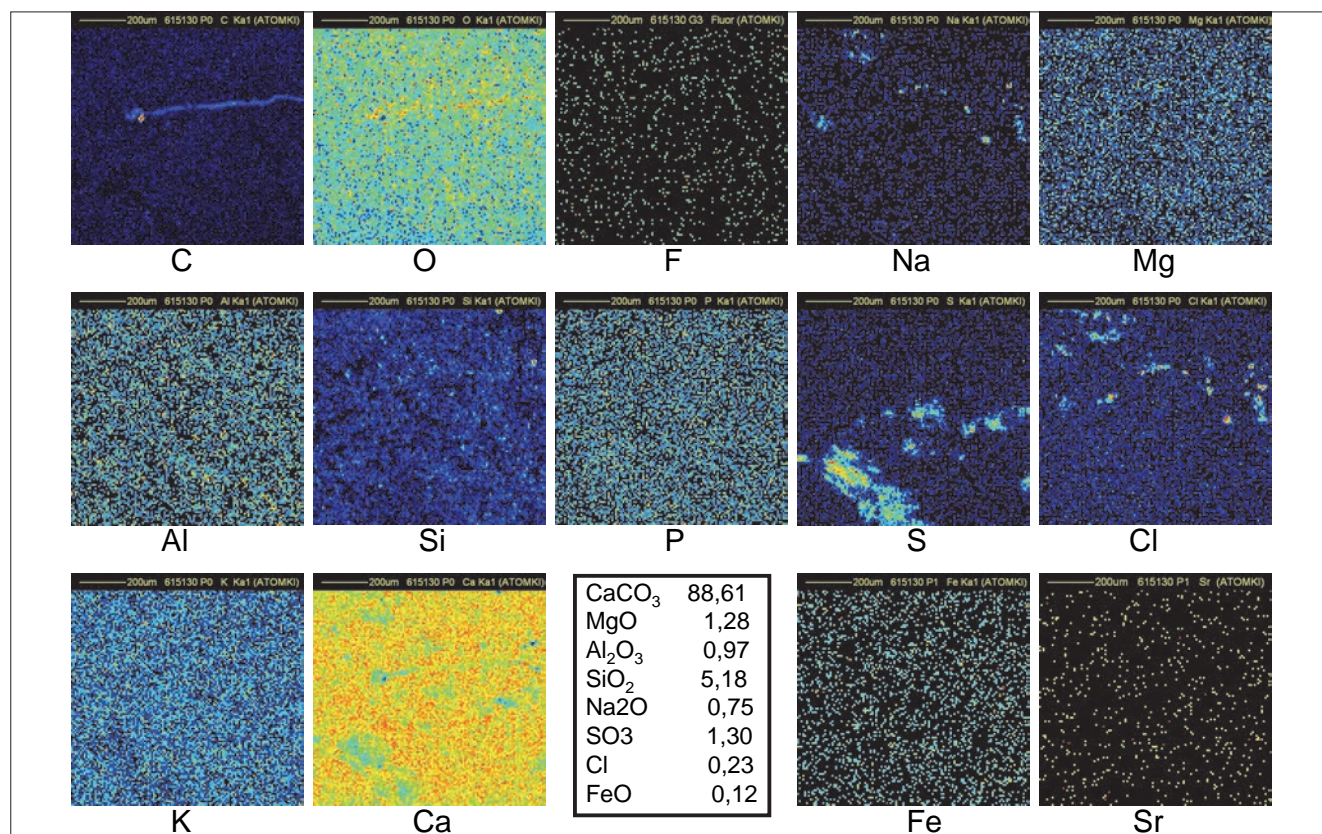 200um 615130 P0 C Ka1 (ATOMKI)
200um 615130 P0 O Ka1 (ATOMKI)
200um 615130 G3 Fluor (ATOMKI)
200um 615130 P0 Na Ka1 (ATOMKI)
200um 615130 P0 Mg Ka1 (ATOMKI)
C
O
F
Na
Mg
200um 615130 P0 Al Ka1 (ATOMKI)
200um 615130 P0 Si Ka1 (ATOMKI)
200um 615130 P0 P Ka1 (ATOMKI)
200um 615130 P0 S Ka1 (ATOMKI)
200um 615130 P0 Cl Ka1 (ATOMKI)
Al
Si
P
S
Cl
200um 615130 P0 K Ka1 (ATOMKI)
200um 615130 P0 Ca Ka1 (ATOMKI)
CaCO₃ 88,61
MgO 1,28
Al₂O₃ 0,97
SiO₂ 5,18
Na2O 0,75
SO3 1,30
Cl 0,23
FeO 0,12
200um 615130 P1 Fe Ka1 (ATOMKI)
200um 615130 P1 Sr (ATOMKI)
K
Ca
Fe
Sr